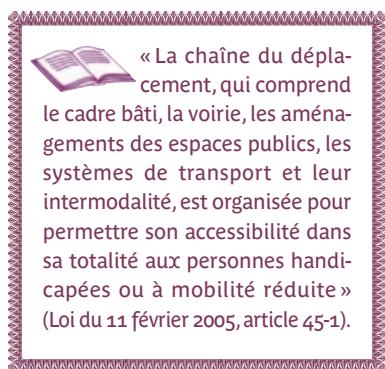 « La chaîne du dépla-
cement, qui comprend
le cadre bâti, la voirie, les aména-
gements des espaces publics, les
systèmes de transport et leur
intermodalité, est organisée pour
permettre son accessibilité dans
sa totalité aux personnes handi-
capées ou à mobilité réduite »
(Loi du 11 février 2005, article 45-1).